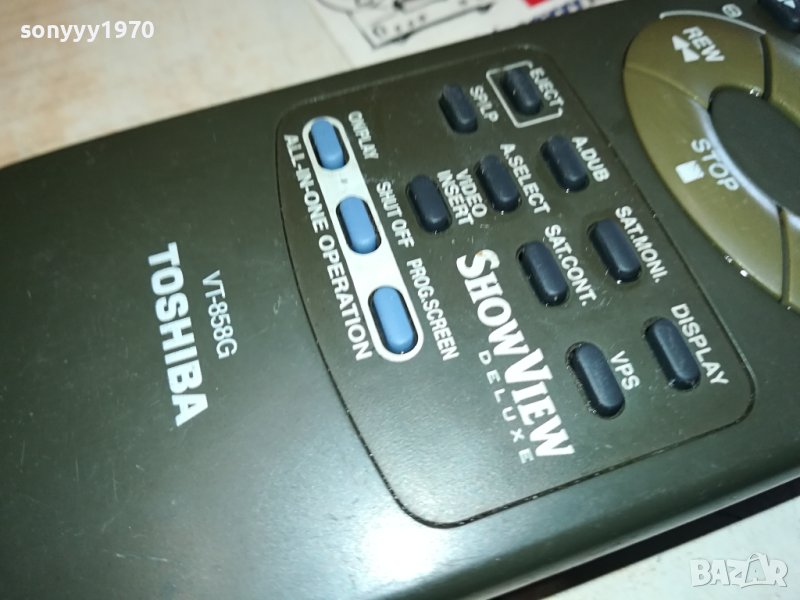 sonyyy1970
REW
STOP
EJECT
SP/LP
A.DUB
A.SELECT
VIDEO
INSERT
SAT.MONI.
SAT.CONT.
DISPLAY
VPS
ON/PLAY
SHUT OFF
PROG.SCREEN
ALL-IN-ONE OPERATION
SHOWVIEW
DELUXE
VT-858G
TOSHIBA
BAZAR